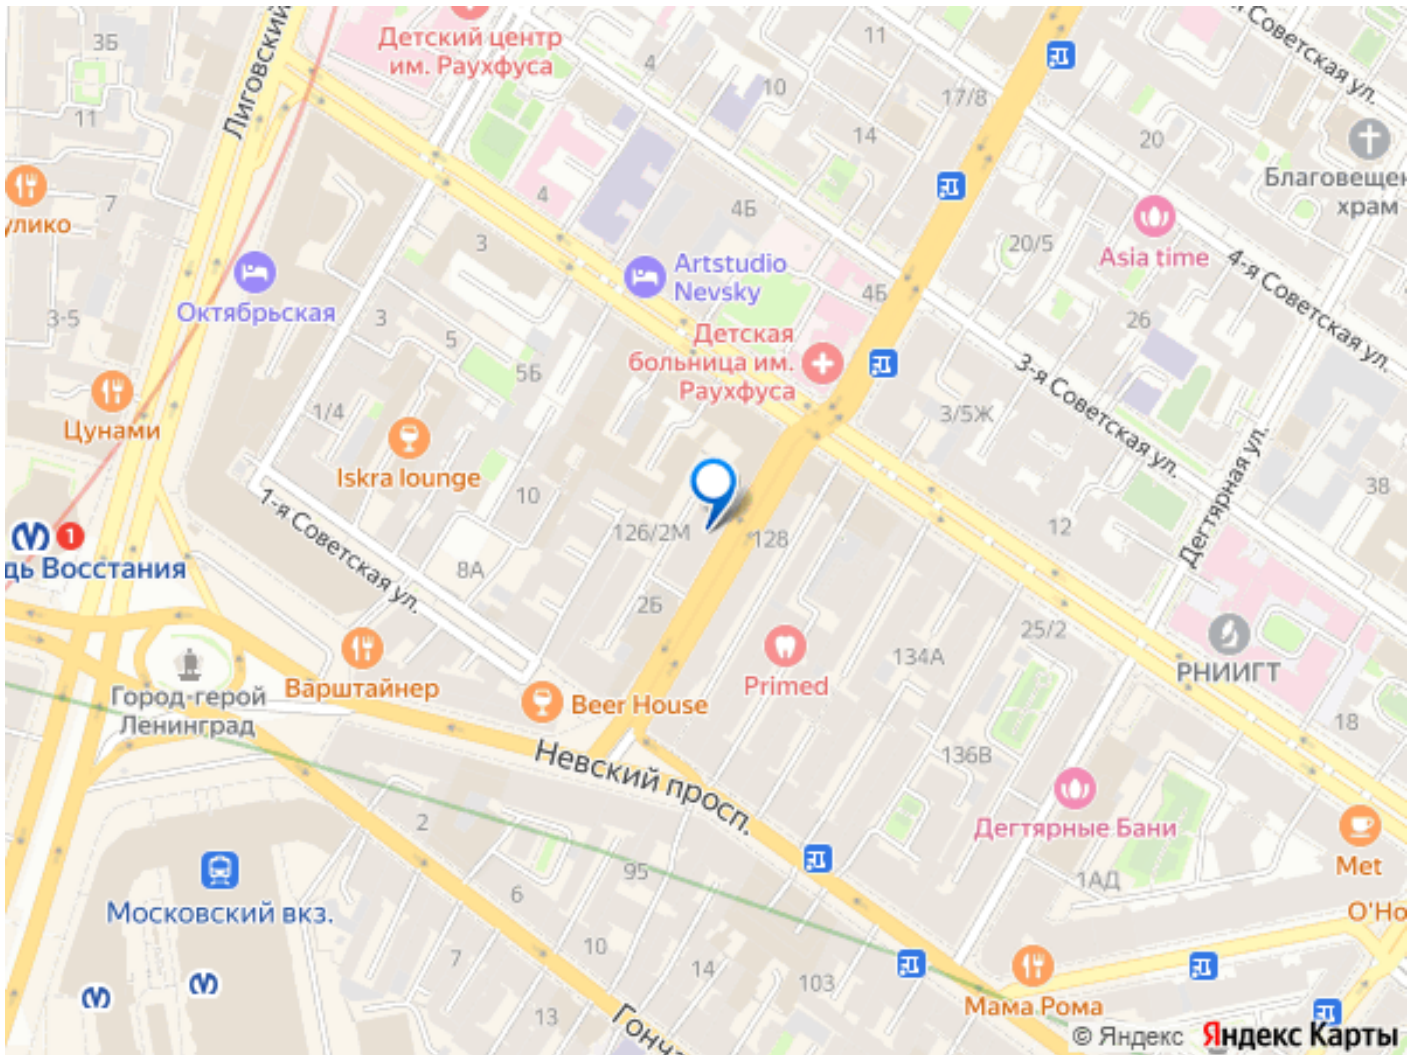 3Б
Детский центр
им. Раухфуса
11
4
10
17/8
14
20
4-я Советская ул.
Лиговский
11
7
4
4Б
3
20/5
Asia time
храм
Artstudio
Nevsky
Октябрьская
3-5
3
5
5Б
4Б
26
4-я Советская ул.
Детская
больница им.
Раухфуса
3-я Советская ул.
3/5Ж
Цунами
1/4
Iskra lounge
10
38
Дегтярная ул.
1-я Советская ул.
126/2М
128
12
1
Восстания
8А
2Б
25/2
134А
РНИИГТ
Primed
Варштайнер
Город-герой
Ленинград
Beer House
18
Невский просп.
136В
2
Дегтярные Бани
Met
95
1АД
6
Московский вкз.
10
7
14
103
13
Мама Рома
© Яндекс Яндекс Карты